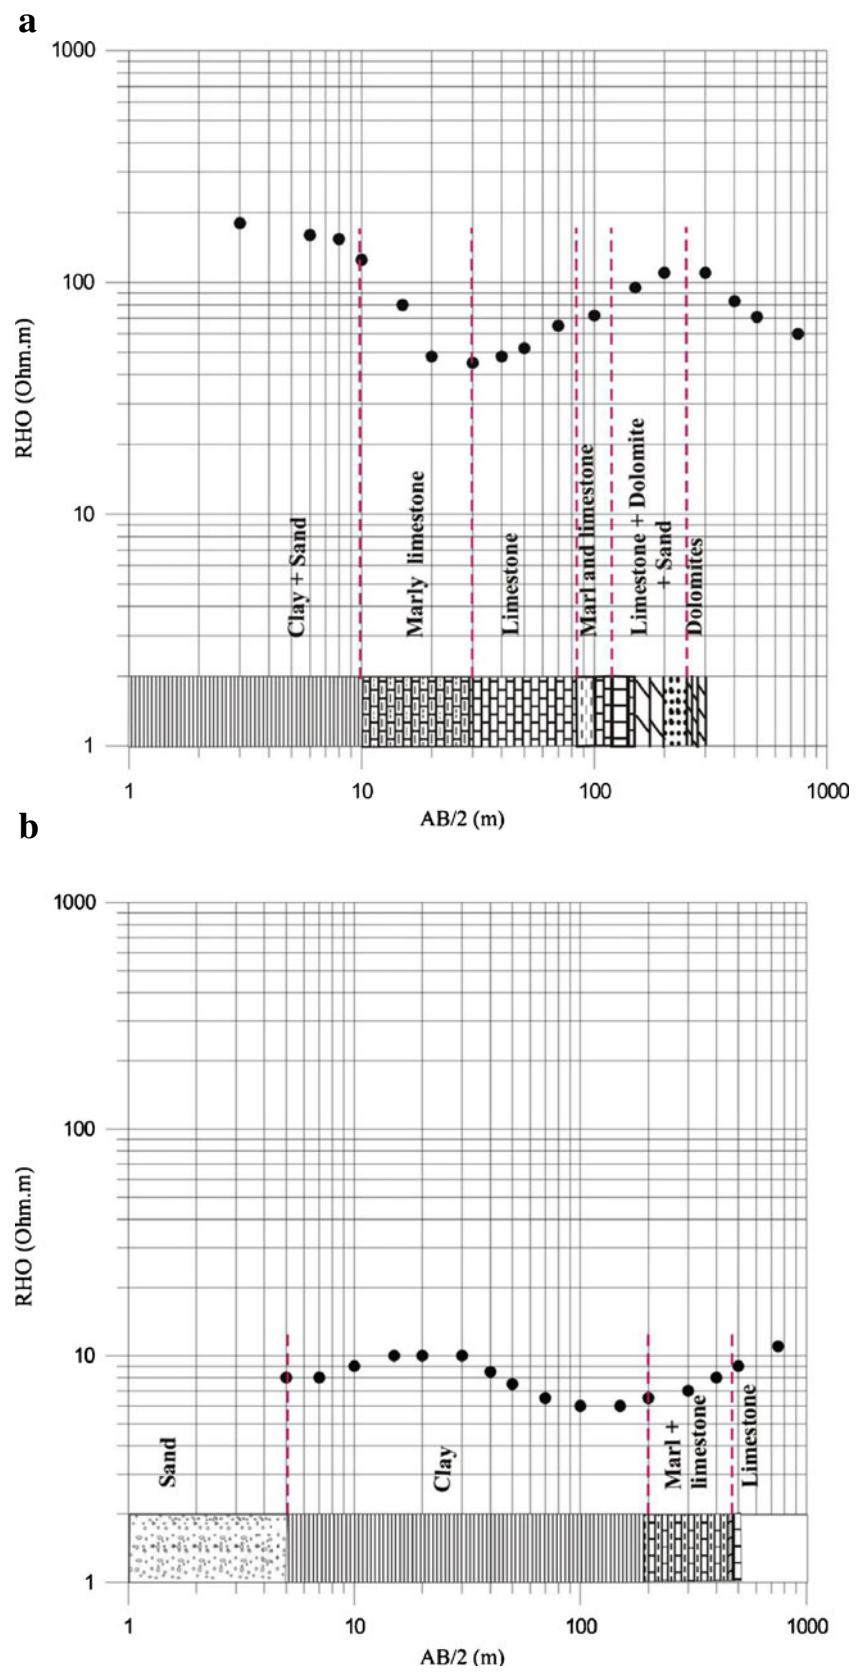 a
1000
100
10
1
RHO (Ohm.m)
Clay + Sand
Marly limestone
Limestone
Marl and limestone
Limestone + Dolomite
+ Sand
Dolomites
1
10
100
1000
AB/2 (m)
b
1000
100
10
1
RHO (Ohm.m)
Sand
Clay
Marl +
limestone
Limestone
1
10
100
1000
AB/2 (m)